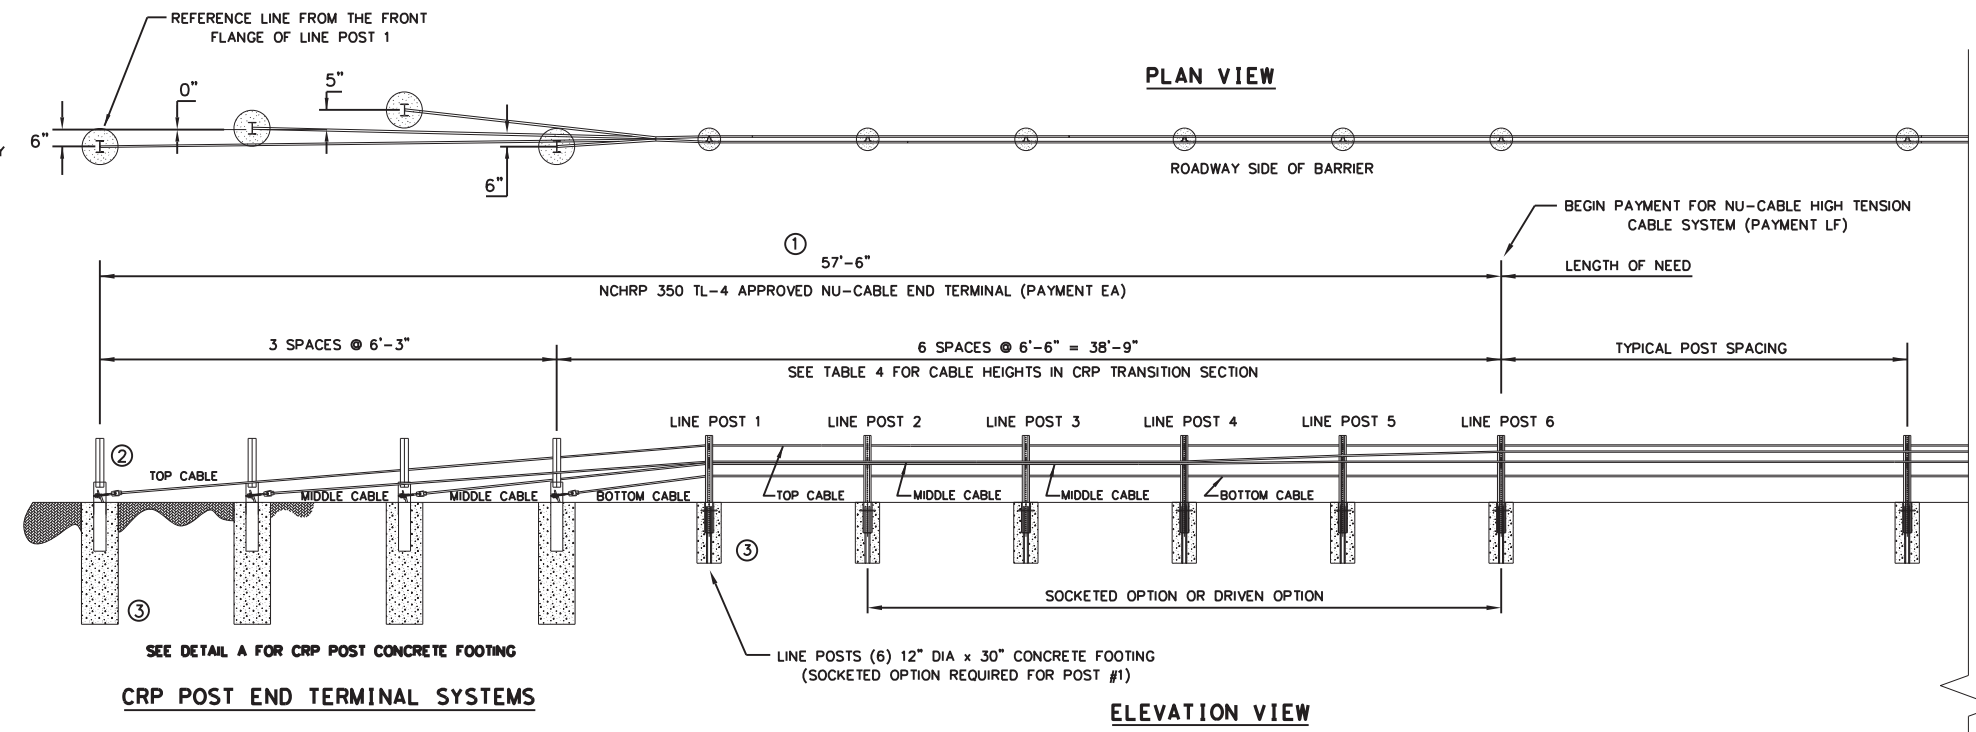 REFERENCE LINE FROM THE FRONT
FLANGE OF LINE POST 1
PLAN VIEW
6"
0"
5"
6"
Y
ROADWAY SIDE OF BARRIER
BEGIN PAYMENT FOR NU-CABLE HIGH TENSION
CABLE SYSTEM (PAYMENT LF)
1
57'-6"
LENGTH OF NEED
NCHRP 350 TL-4 APPROVED NU-CABLE END TERMINAL (PAYMENT EA)
3 SPACES @ 6'-3"
6 SPACES @ 6'-6" = 38'-9"
TYPICAL POST SPACING
SEE TABLE 4 FOR CABLE HEIGHTS IN CRP TRANSITION SECTION
LINE POST 1
LINE POST 2
LINE POST 3
LINE POST 4
LINE POST 5
LINE POST 6
2
TOP CABLE
MIDDLE CABLE
MIDDLE CABLE
BOTTOM CABLE
TOP CABLE
MIDDLE CABLE
MIDDLE CABLE
BOTTOM CABLE
3
3
SOCKETED OPTION OR DRIVEN OPTION
SEE DETAIL A FOR CRP POST CONCRETE FOOTING
LINE POSTS (6) 12" DIA x 30" CONCRETE FOOTING
(SOCKETED OPTION REQUIRED FOR POST #1)
CRP POST END TERMINAL SYSTEMS
ELEVATION VIEW